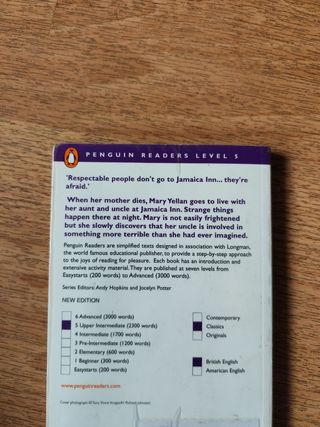 PENGUIN READERS LEVEL 5
'Respectable people don't go to Jamaica Inn... they're
afraid.'
When her mother dies, Mary Yellan goes to live with
her aunt and uncle at Jamaica Inn. Strange things
happen there at night. Mary is not easily frightened
but she slowly discovers that her uncle is involved in
something more terrible than she had ever imagined.
Penguin Readers are simplified texts designed in association with Longman,
the world famous educational publisher, to provide a step-by-step approach
to the joys of reading for pleasure. Each book has an introduction and
extensive activity material. They are published at seven levels from
Easystarts (200 words) to Advanced (3000 words).
Series Editors: Andy Hopkins and Jocelyn Potter
NEW EDITION
6 Advanced (3000 words)
5 Upper Intermediate (2300 words)
4 Intermediate (1700 words)
3 Pre-Intermediate (1200 words)
2 Elementary (600 words)
1 Beginner (300 words)
Easystarts (200 words)
Contemporary
Classics
Originals
British English
American English
www.penguinreaders.com
Cover photograph © Tony Stone Images/H. Richard Johnston